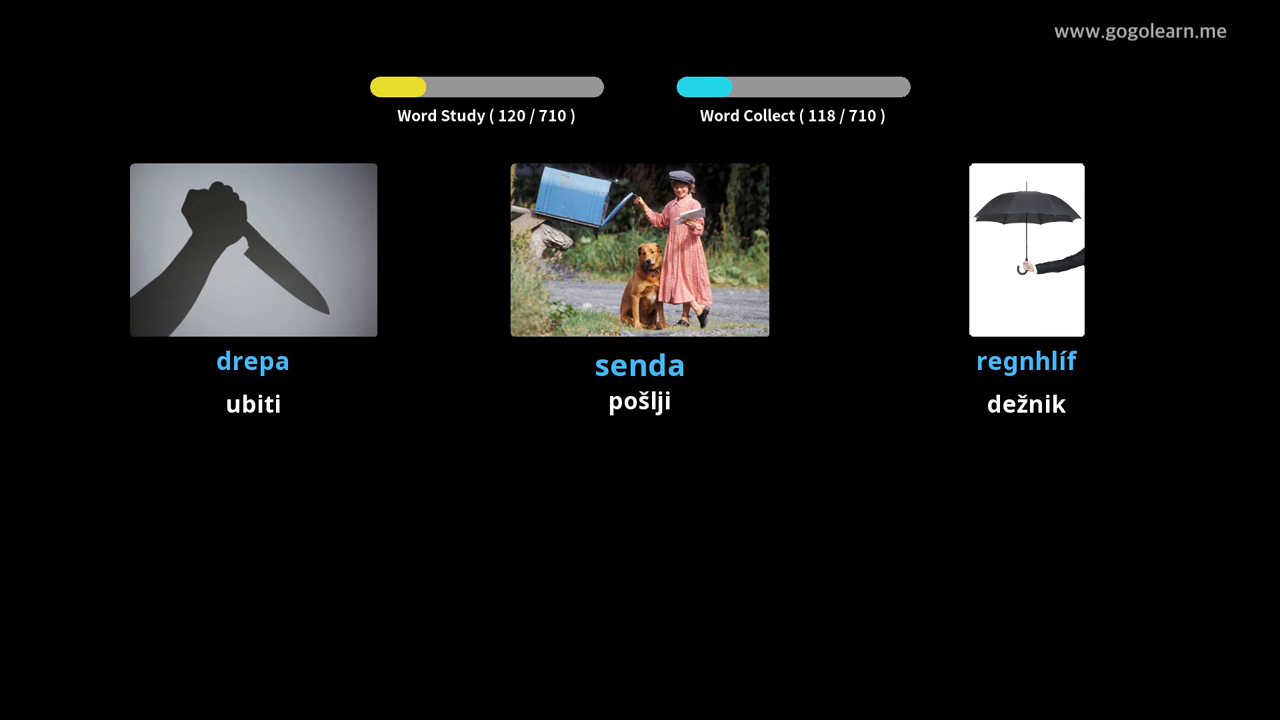 www.gogolearn.me
Word Study ( 120 / 710 )
Word Collect ( 118 / 710 )
drepa
ubiti
senda
pošlji
regnhlíf
dežnik